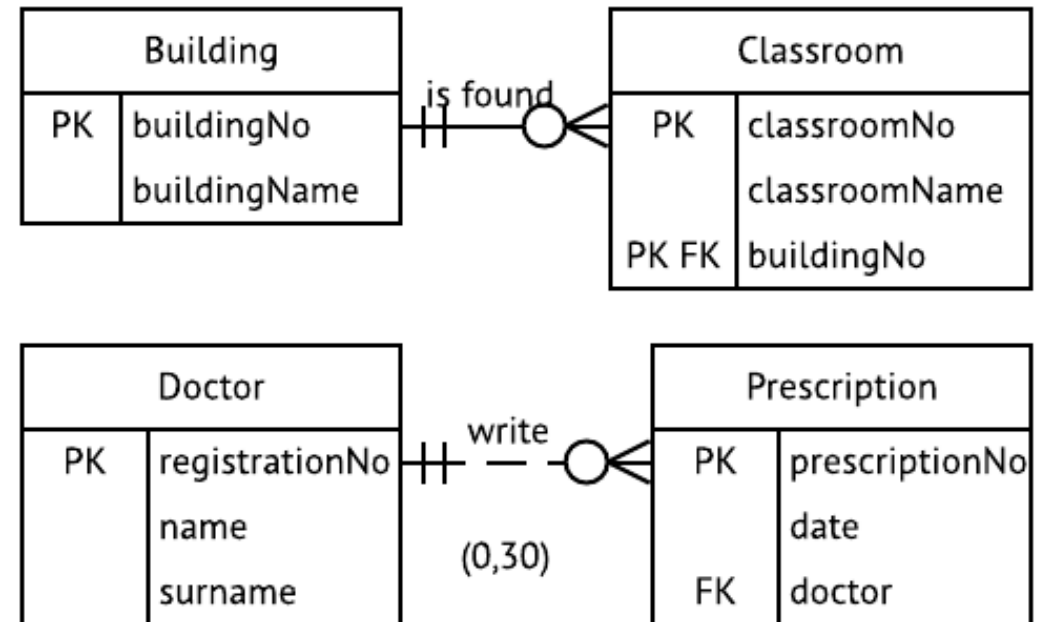 Building
PK buildingNo
buildingName
is found
Classroom
PK classroomNo
classroomName
PK FK buildingNo
Doctor
PK registrationNo
name
surname
write
(0,30)
Prescription
PK prescriptionNo
date
FK doctor